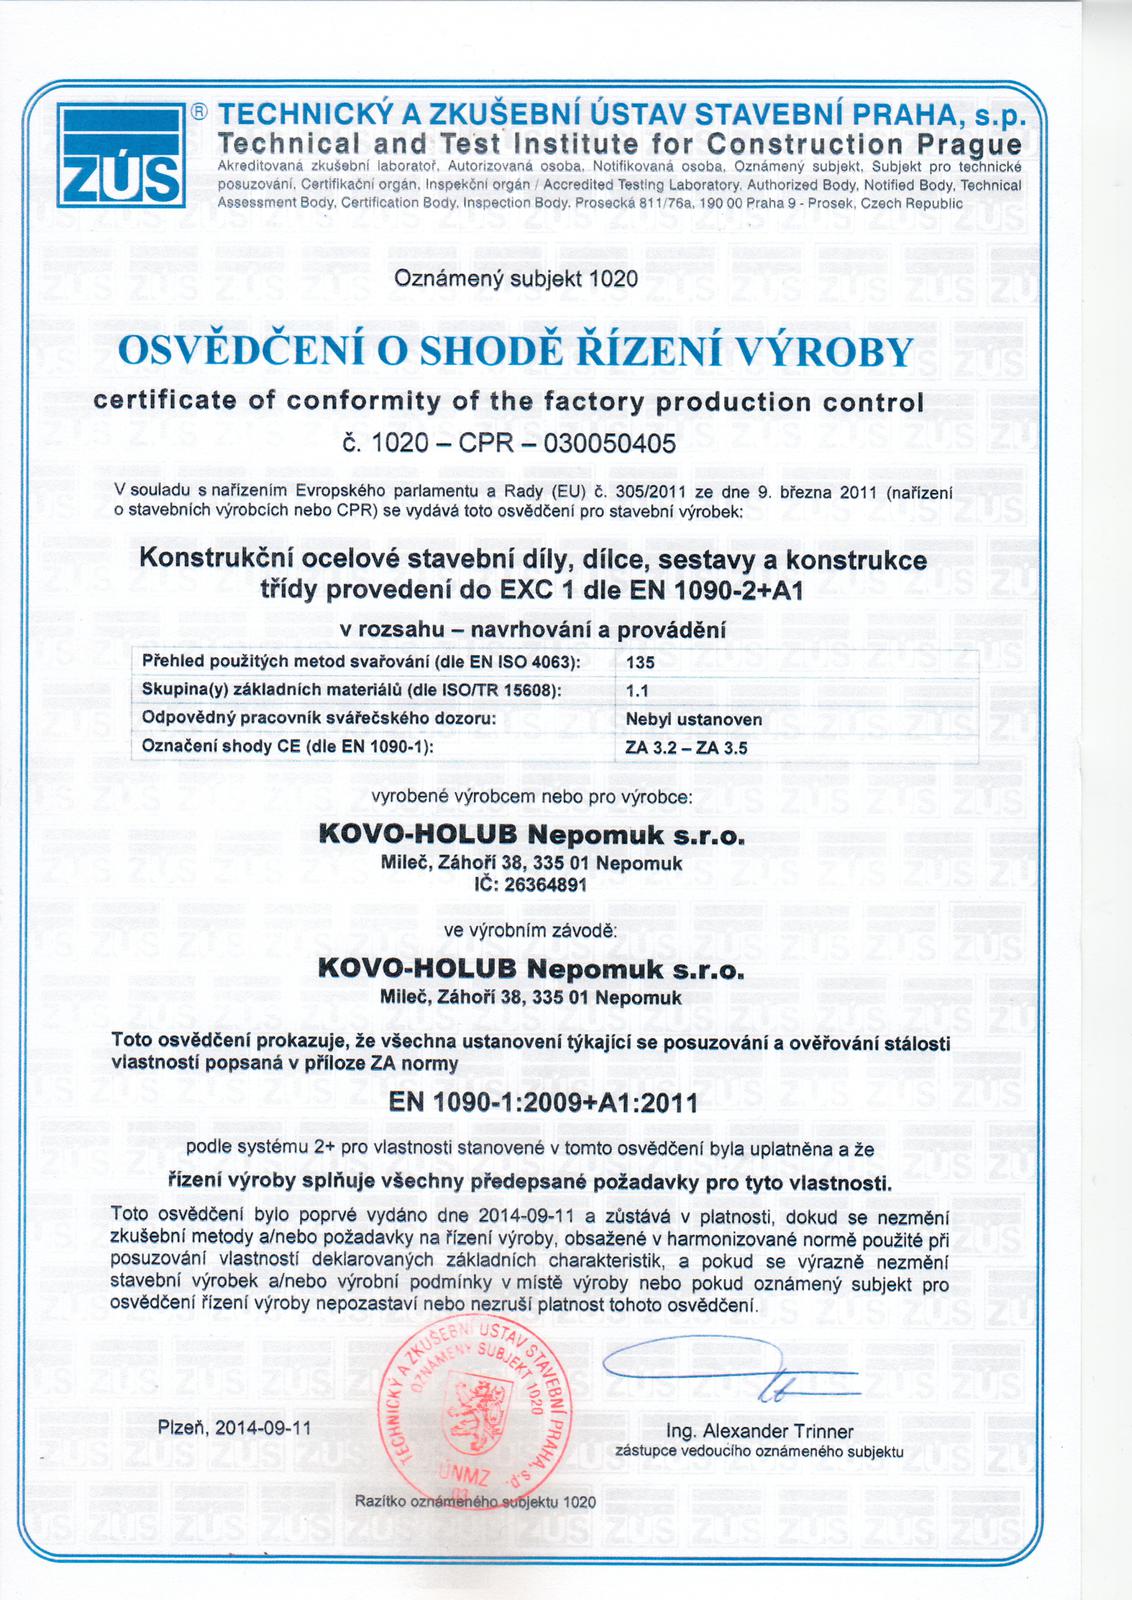 ZÚS
® TECHNICKÝ A ZKUŠEBNÍ ÚSTAV STAVEBNÍ PRAHA, s.p.
Technical and Test Institute for Construction Prague
Akreditovaná zkušební laboratoř, Autorizovaná osoba, Notifikovaná osoba, Oznámený subjekt, Subjekt pro technické
posuzování, Certifikační orgán, Inspekční orgán / Accredited Testing Laboratory, Authorized Body, Notified Body, Technical
Assessment Body, Certification Body, Inspection Body. Prosecká 811/76a, 190 00 Praha 9 - Prosek, Czech Republic
Oznámený subjekt 1020
OSVĚDČENÍ O SHODĚ ŘÍZENÍ VÝROBY
certificate of conformity of the factory production control
č. 1020 – CPR – 030050405
V souladu s nařízením Evropského parlamentu a Rady (EU) č. 305/2011 ze dne 9. března 2011 (nařízení
o stavebních výrobcích nebo CPR) se vydává toto osvědčení pro stavební výrobek:
Konstrukční ocelové stavební díly, dílce, sestavy a konstrukce
třídy provedení do EXC 1 dle EN 1090-2+A1
v rozsahu – navrhování a provádění
Přehled použitých metod svařování (dle EN ISO 4063): 135
Skupina(y) základních materiálů (dle ISO/TR 15608): 1.1
Odpovědný pracovník svářečského dozoru: Nebyl ustanoven
Označení shody CE (dle EN 1090-1): ZA 3.2 – ZA 3.5
vyrobené výrobcem nebo pro výrobce:
KOVO-HOLUB Nepomuk s.r.o.
Mileč, Záhoří 38, 335 01 Nepomuk
IČ: 26364891
ve výrobním závodě:
KOVO-HOLUB Nepomuk s.r.o.
Mileč, Záhoří 38, 335 01 Nepomuk
Toto osvědčení prokazuje, že všechna ustanovení týkající se posuzování a ověřování stálosti
vlastností popsaná v příloze ZA normy
EN 1090-1:2009+A1:2011
podle systému 2+ pro vlastnosti stanovené v tomto osvědčení byla uplatněna a že
řízení výroby splňuje všechny předepsané požadavky pro tyto vlastnosti.
Toto osvědčení bylo poprvé vydáno dne 2014-09-11 a zůstává v platnosti, dokud se nezmění
zkušební metody a/nebo požadavky na řízení výroby, obsažené v harmonizované normě použité při
posuzování vlastností deklarovaných základních charakteristik, a pokud se výrazně nezmění
stavební výrobek a/nebo výrobní podmínky v místě výroby nebo pokud oznámený subjekt pro
osvědčení řízení výroby nepozastaví nebo nezruší platnost tohoto osvědčení.
TECHNICKÝ A ZKUŠEBNÍ ÚSTAV STAVEBNÍ PRAHA, s.p.
OZNÁMENÝ SUBJEKT 1020
ÚNMZ
03
Plzeň, 2014-09-11
Ing. Alexander Trinner
zástupce vedoucího oznámeného subjektu
Razítko oznámeného subjektu 1020